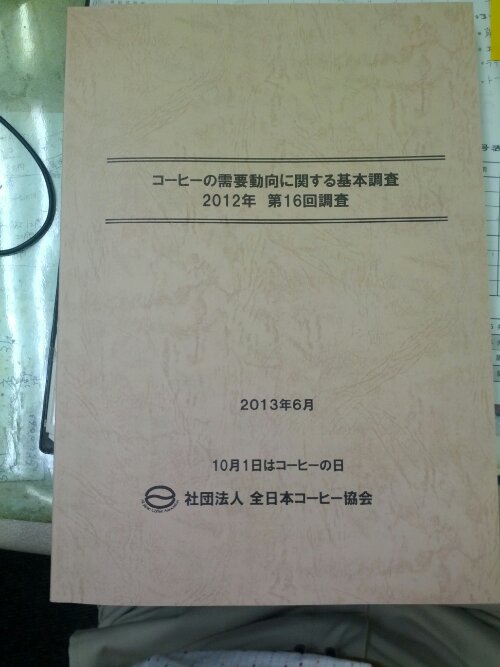 コーヒーの需要動向に関する基本調査
2012年 第16回調査
2013年6月
10月1日はコーヒーの日
社団法人 全日本コーヒー協会